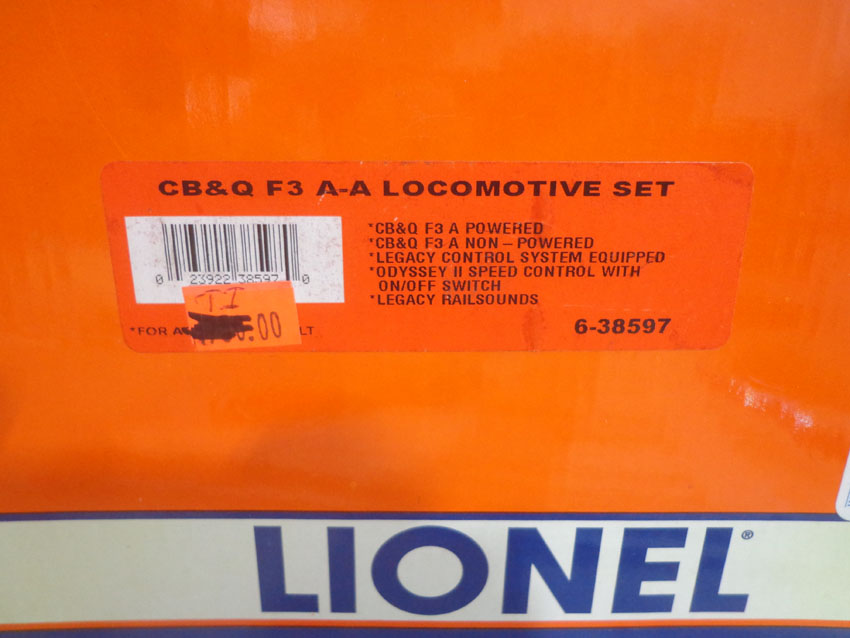 CB&Q F3 A-A LOCOMOTIVE SET
*CB&Q F3 A POWERED
*CB&Q F3 A NON – POWERED
*LEGACY CONTROL SYSTEM EQUIPPED
*ODYSSEY II SPEED CONTROL WITH
ON/OFF SWITCH
*LEGACY RAILSOUNDS
0 23922 38597 0
T.I
.00
*FOR LT
6-38597
LIONEL®